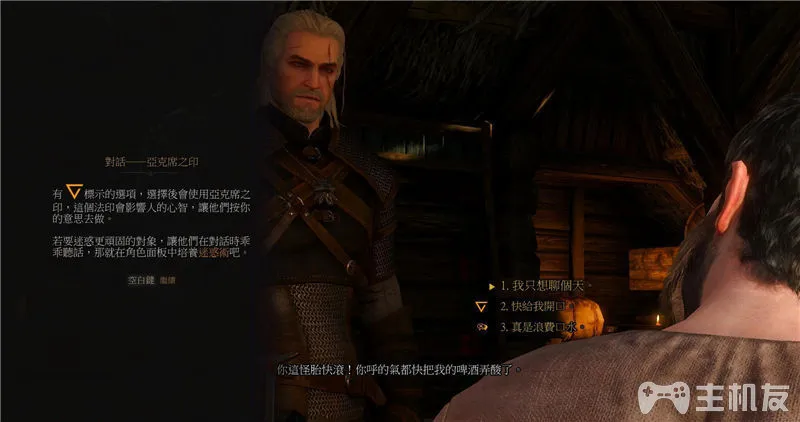 對話——亞克席之印
有▽標示的選項，選擇後會使用亞克席之
印，這個法印會影響人的心智，讓他們按你
的意思去做。
若要迷惑更頑固的對象，讓他們在對話時乖
乖聽話，那就在角色面板中培養迷惑術吧。
空白鍵 繼續
1. 我只想聊個天。
2. 快給我開口
3. 真是浪費口水。
你這怪胎快滾！你呼的氣都快把我的啤酒弄酸了。
主机友